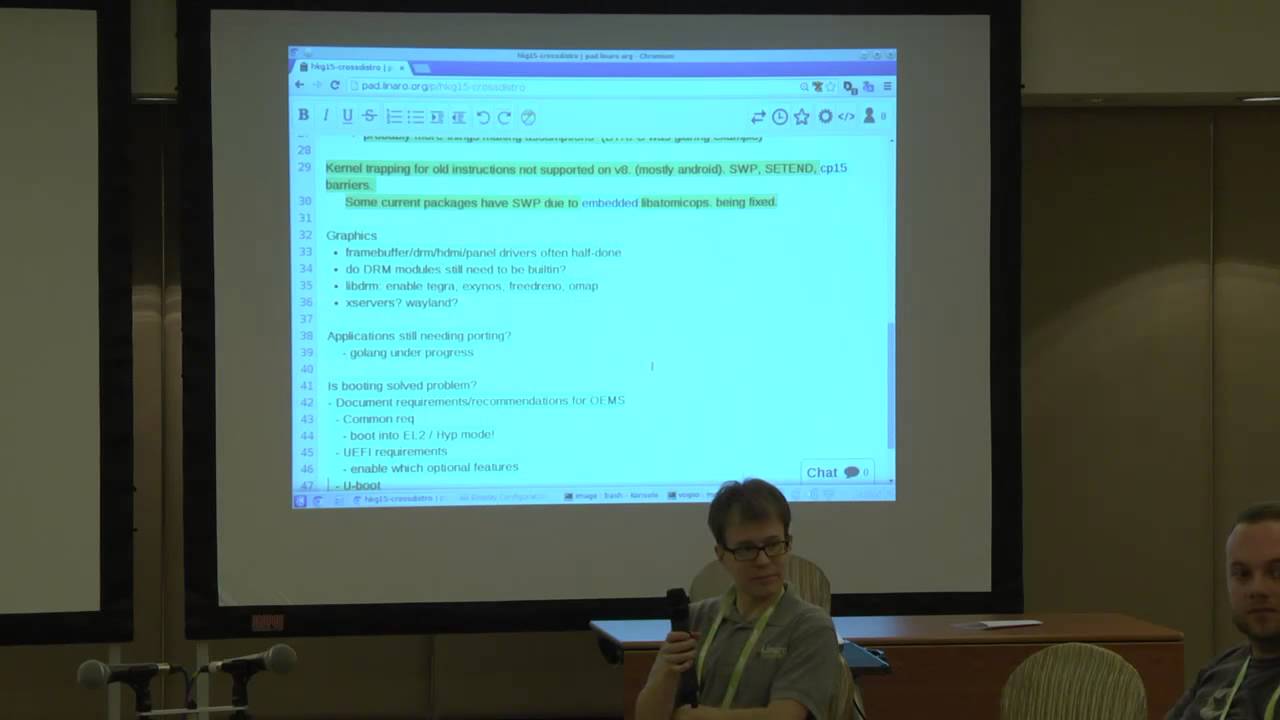 hkg15-crossdistro | pad.linaro.org - Chromium
hkg15-crossdistro | p
pad.linaro.org/p/hkg15-crossdistro
B I U S
0
28
29 Kernel trapping for old instructions not supported on v8. (mostly android). SWP, SETEND, cp15
barriers.
30 Some current packages have SWP due to embedded libatomicops. being fixed.
31
32 Graphics
33 • framebuffer/drm/hdmi/panel drivers often half-done
34 • do DRM modules still need to be builtin?
35 • libdrm: enable tegra, exynos, freedreno, omap
36 • xservers? wayland?
37
38 Applications still needing porting?
39 - golang under progress
40
41 Is booting solved problem?
42 - Document requirements/recommendations for OEMS
43 - Common req
44 - boot into EL2 / Hyp mode!
45 - UEFI requirements
46 - enable which optional features
47 - U-boot
Chat 0
hkg15-crossdistro | p
image : bash - Konsole
Linaro